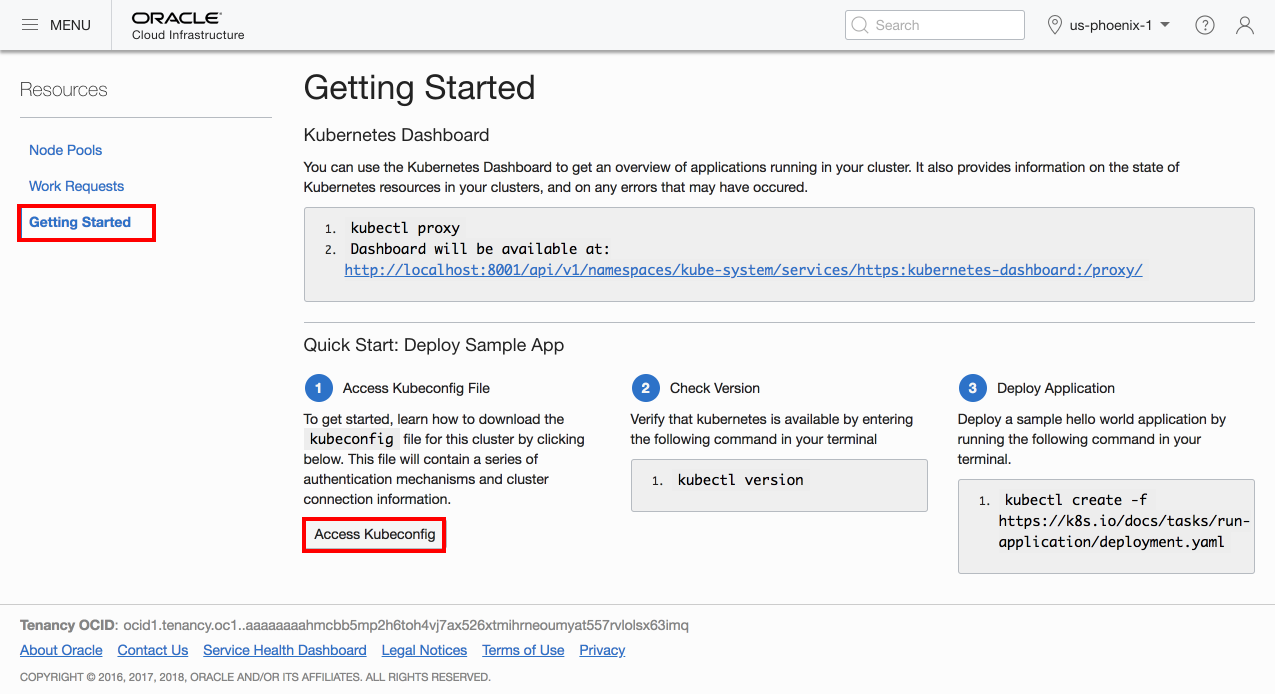 MENU
ORACLE
Cloud Infrastructure
Search
us-phoenix-1
?
Resources
Node Pools
Work Requests
Getting Started
Getting Started
Kubernetes Dashboard
You can use the Kubernetes Dashboard to get an overview of applications running in your cluster. It also provides information on the state of
Kubernetes resources in your clusters, and on any errors that may have occured.
1. kubectl proxy
2. Dashboard will be available at:
http://localhost:8001/api/v1/namespaces/kube-system/services/https:kubernetes-dashboard:/proxy/
Quick Start: Deploy Sample App
1 Access Kubeconfig File
To get started, learn how to download the
kubeconfig file for this cluster by clicking
below. This file will contain a series of
authentication mechanisms and cluster
connection information.
Access Kubeconfig
2 Check Version
Verify that kubernetes is available by entering
the following command in your terminal
1. kubectl version
3 Deploy Application
Deploy a sample hello world application by
running the following command in your
terminal.
1. kubectl create -f
https://k8s.io/docs/tasks/run-
application/deployment.yaml
Tenancy OCID: ocid1.tenancy.oc1..aaaaaaaahmcbb5mp2h6toh4vj7ax526xtmihrneoumyat557rvlolsx63imq
About Oracle Contact Us Service Health Dashboard Legal Notices Terms of Use Privacy
COPYRIGHT © 2016, 2017, 2018, ORACLE AND/OR ITS AFFILIATES. ALL RIGHTS RESERVED.